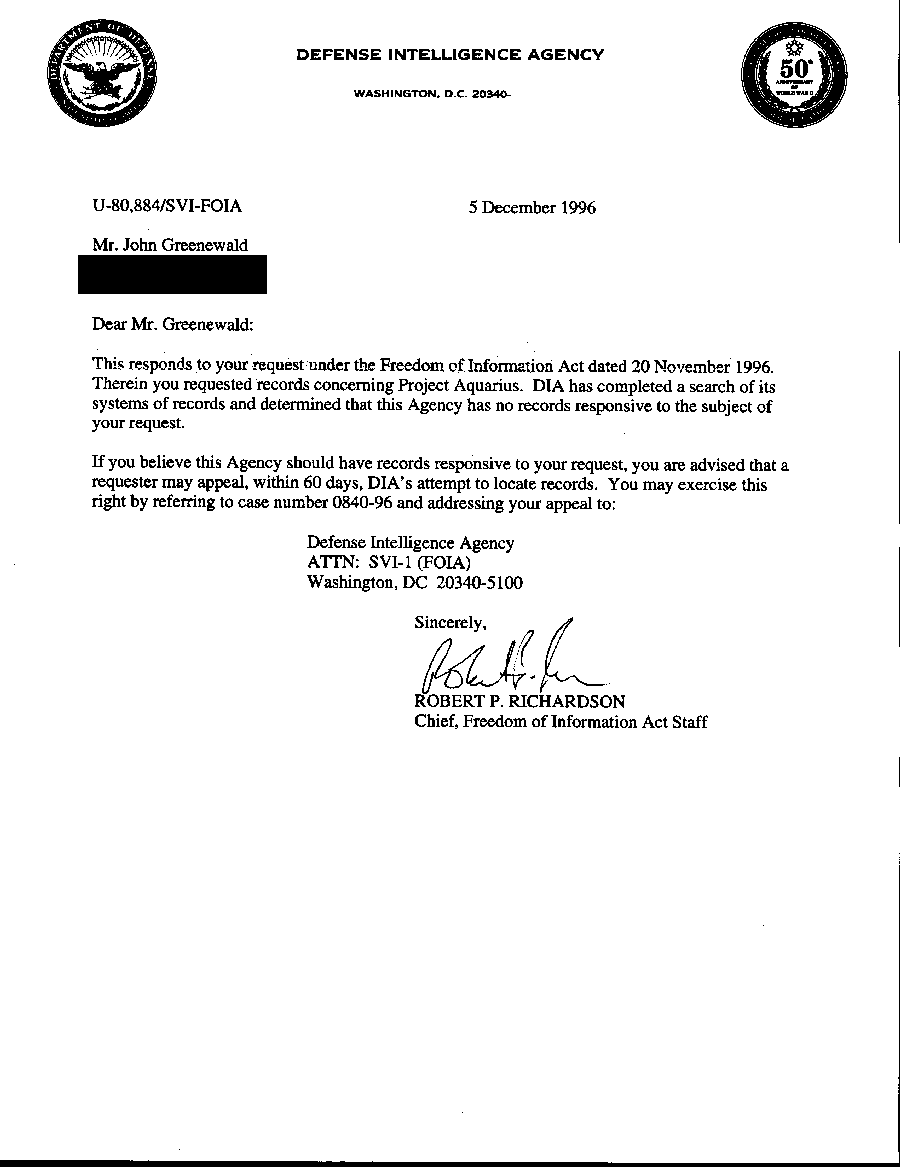 DEPARTMENT OF DEFENSE
DEFENSE INTELLIGENCE AGENCY
WASHINGTON, D.C. 20340-
50
ANNIVERSARY
OF
WORLD WAR II
U-80,884/SVI-FOIA
5 December 1996
Mr. John Greenewald
Dear Mr. Greenewald:
This responds to your request under the Freedom of Information Act dated 20 November 1996.
Therein you requested records concerning Project Aquarius. DIA has completed a search of its
systems of records and determined that this Agency has no records responsive to the subject of
your request.
If you believe this Agency should have records responsive to your request, you are advised that a
requester may appeal, within 60 days, DIA's attempt to locate records. You may exercise this
right by referring to case number 0840-96 and addressing your appeal to:
Defense Intelligence Agency
ATTN: SVI-1 (FOIA)
Washington, DC 20340-5100
Sincerely,
ROBERT P. RICHARDSON
Chief, Freedom of Information Act Staff